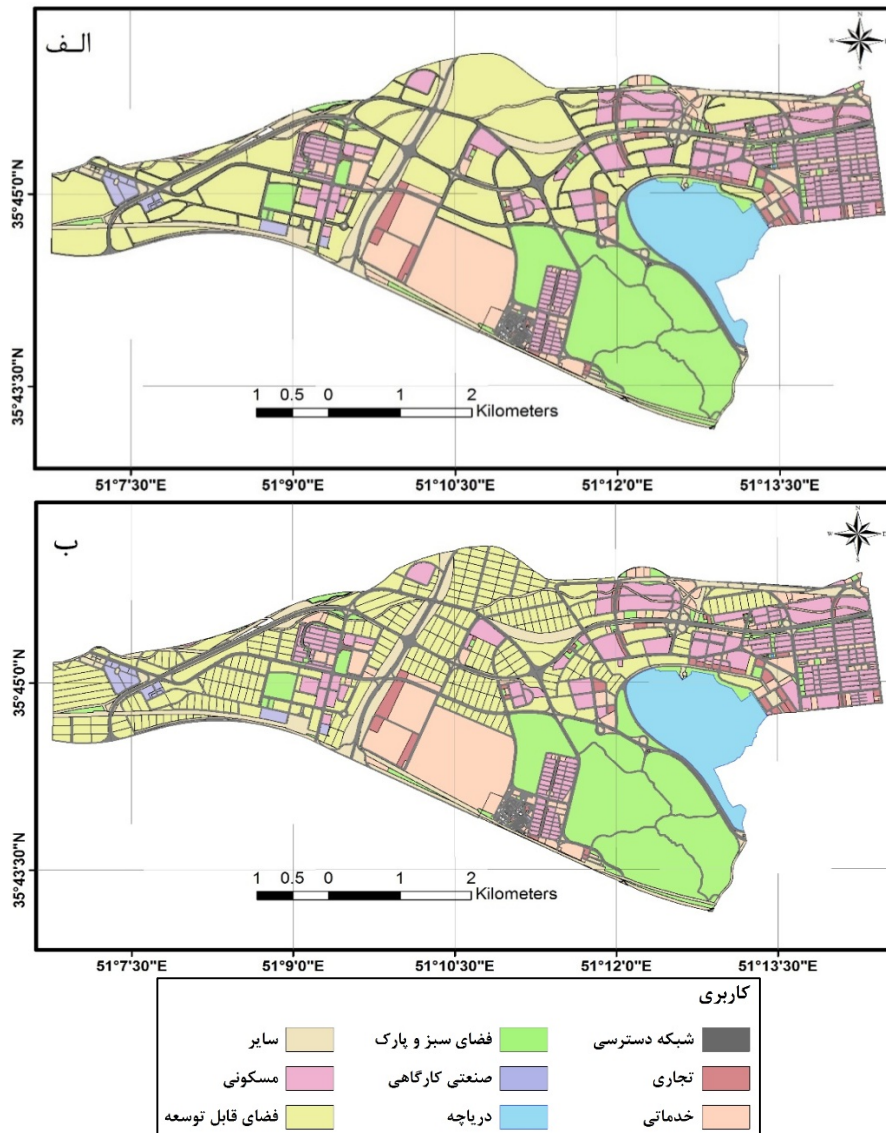 الف
N
W E
S
35°45'0"N
35°43'30"N
1 0.5 0 1 2
Kilometers
51°7'30"E 51°9'0"E 51°10'30"E 51°12'0"E 51°13'30"E
ب
N
W E
S
35°45'0"N
35°43'30"N
1 0.5 0 1 2
Kilometers
51°7'30"E 51°9'0"E 51°10'30"E 51°12'0"E 51°13'30"E
کاربری
شبکه دسترسی فضای سبز و پارک سایر
تجاری صنعتی کارگاهی مسکونی
خدماتی دریاچه فضای قابل توسعه